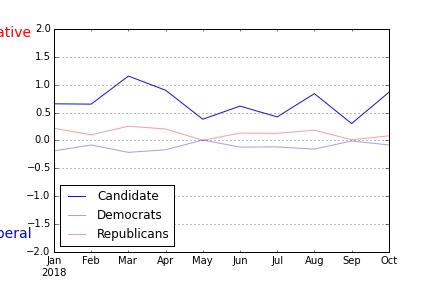 ative
2.0
1.5
1.0
0.5
0.0
−0.5
−1.0
−1.5
−2.0
beral
Candidate
Democrats
Republicans
Jan Feb Mar Apr May Jun Jul Aug Sep Oct
2018